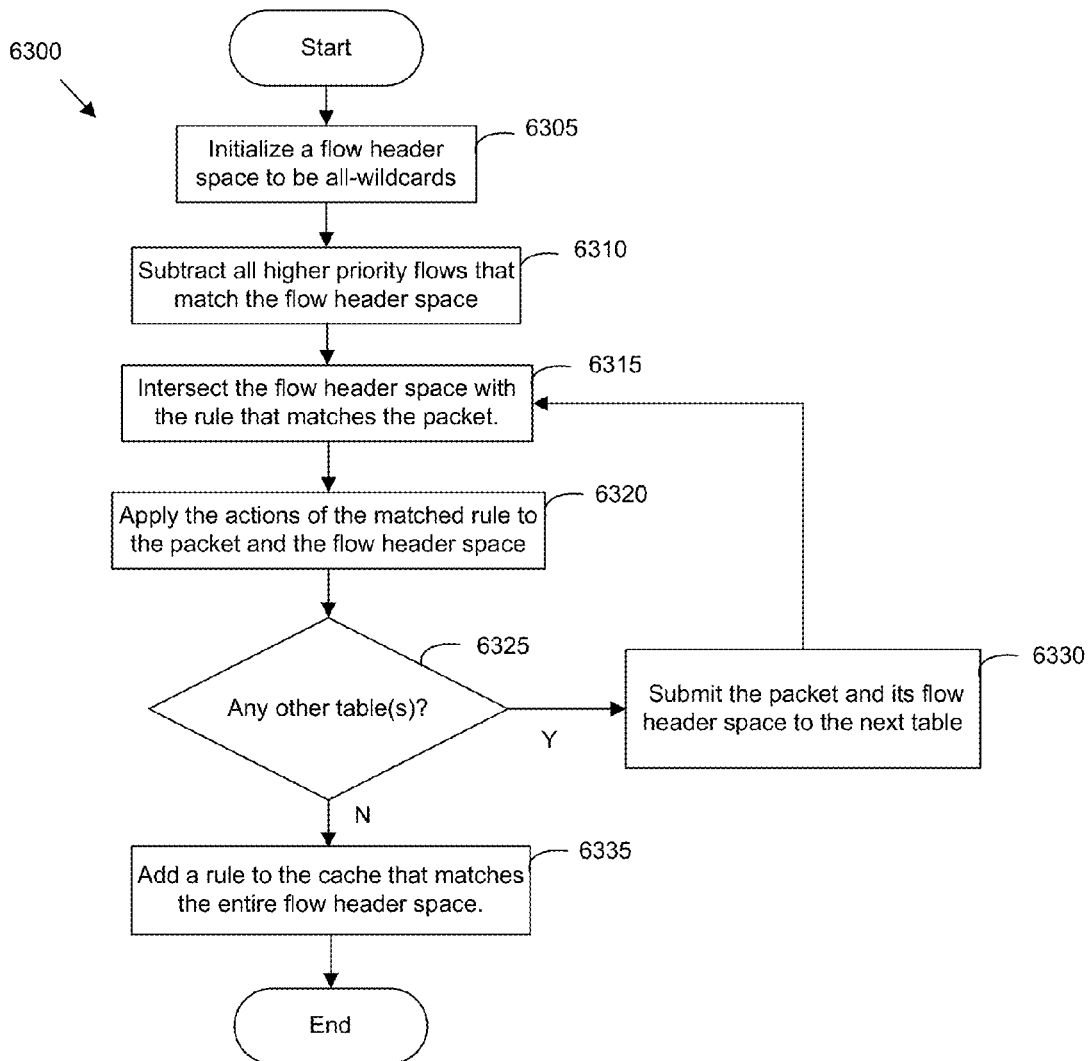 6300
Start
6305
Initialize a flow header
space to be all-wildcards
6310
Subtract all higher priority flows that
match the flow header space
6315
Intersect the flow header space with
the rule that matches the packet.
6320
Apply the actions of the matched rule to
the packet and the flow header space
6325
Any other table(s)?
Y
6330
Submit the packet and its flow
header space to the next table
N
6335
Add a rule to the cache that matches
the entire flow header space.
End